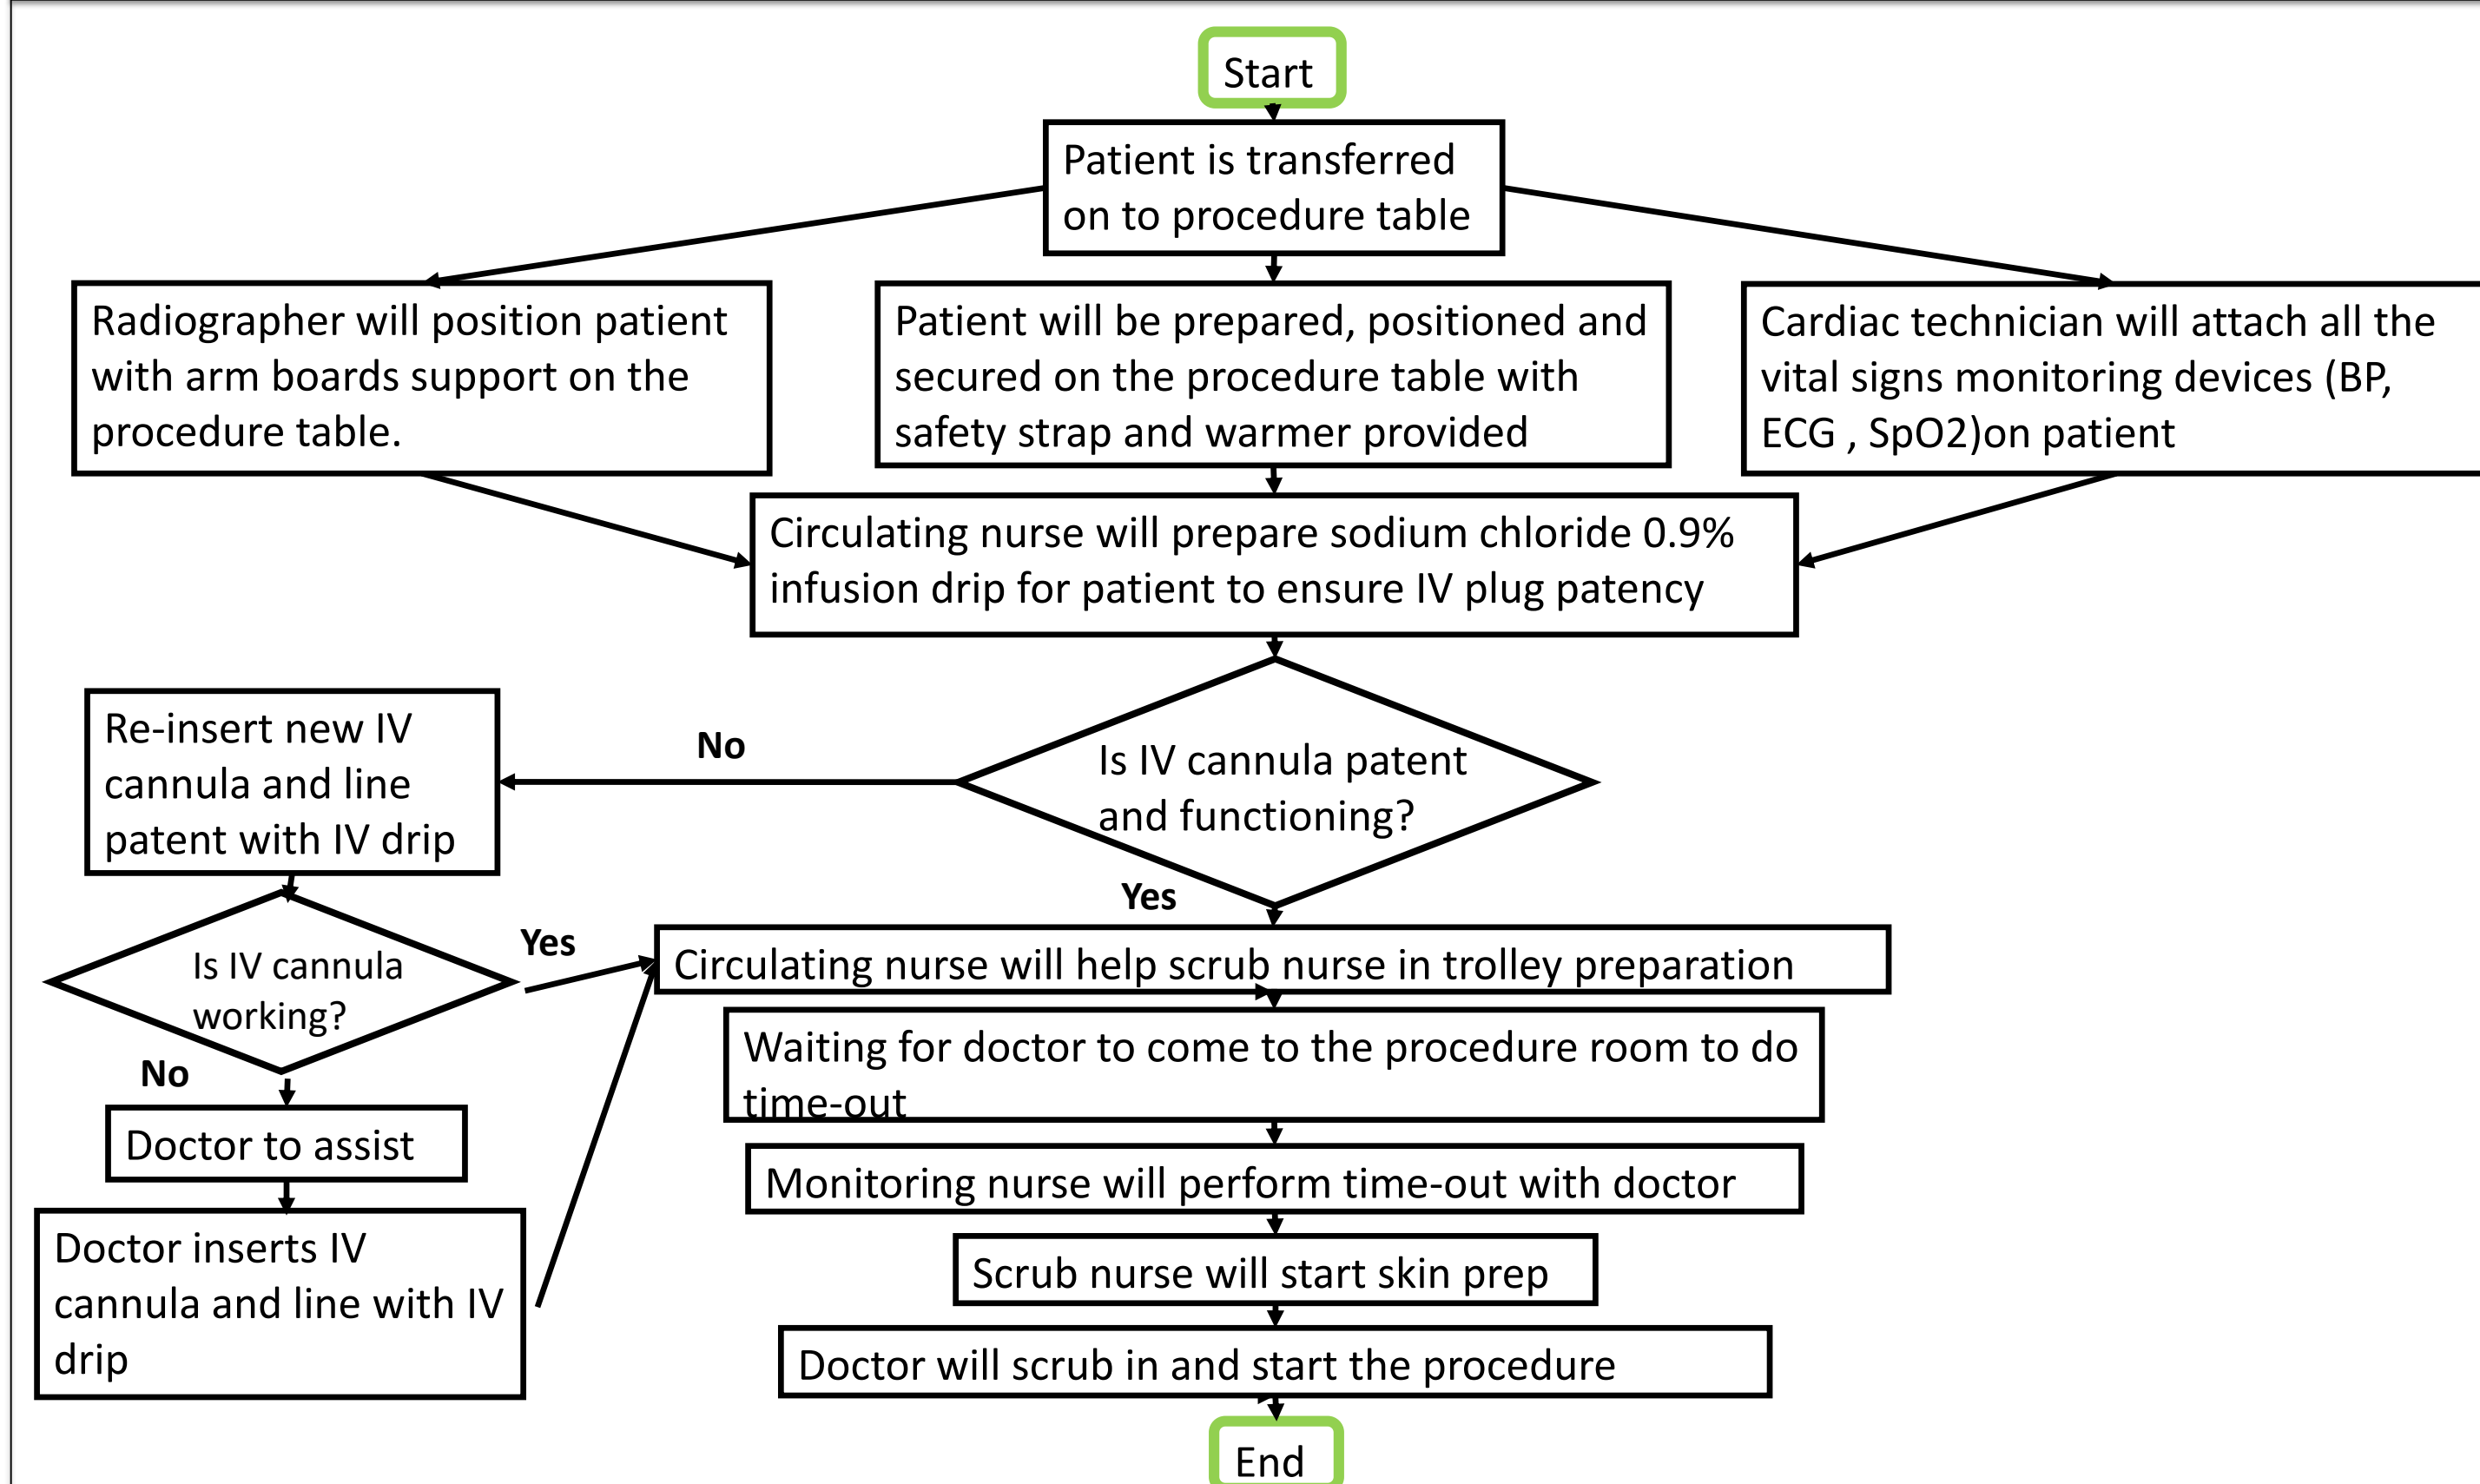 Start
Patient is transferred
on to procedure table
Radiographer will position patient
with arm boards support on the
procedure table.
Patient will be prepared, positioned and
secured on the procedure table with
safety strap and warmer provided
Cardiac technician will attach all the
vital signs monitoring devices (BP,
ECG , SpO2)on patient
Circulating nurse will prepare sodium chloride 0.9%
infusion drip for patient to ensure IV plug patency
Is IV cannula patent
and functioning?
No
Re-insert new IV
cannula and line
patent with IV drip
Yes
Is IV cannula
working?
Yes
Circulating nurse will help scrub nurse in trolley preparation
No
Doctor to assist
Doctor inserts IV
cannula and line with IV
drip
Waiting for doctor to come to the procedure room to do
time-out
Monitoring nurse will perform time-out with doctor
Scrub nurse will start skin prep
Doctor will scrub in and start the procedure
End